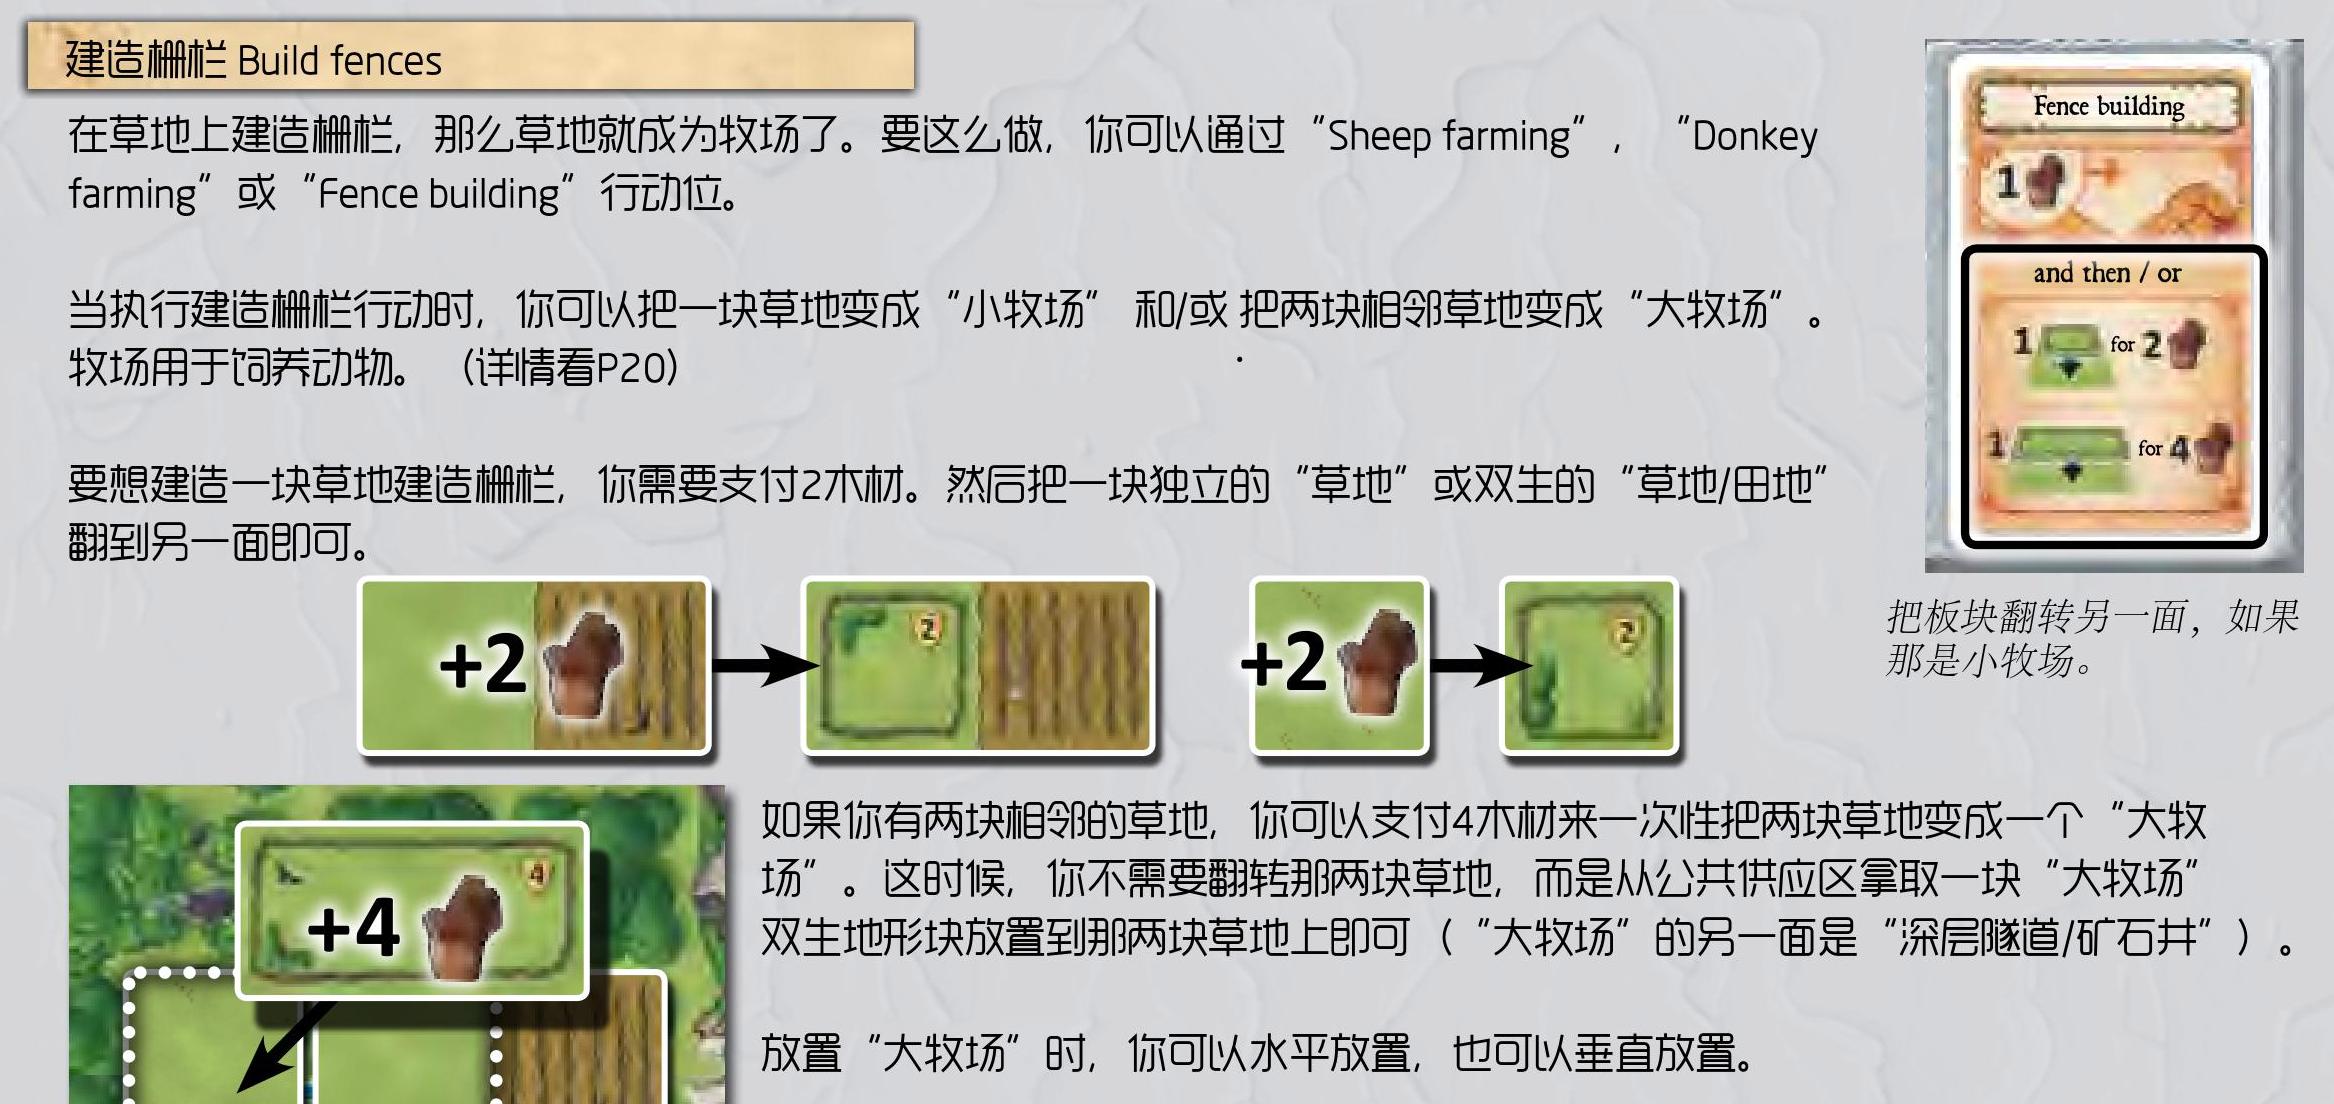 建造栅栏 Build fences
在草地上建造栅栏，那么草地就成为牧场了。要这么做，你可以通过“Sheep farming”，“Donkey
farming”或“Fence building”行动位。
当执行建造栅栏行动时，你可以把一块草地变成“小牧场” 和/或 把两块相邻草地变成“大牧场”。
牧场用于饲养动物。（详情看P20）
要想建造一块草地建造栅栏，你需要支付2木材。然后把一块独立的“草地”或双生的“草地/田地”
翻到另一面即可。
Fence building
1
and then / or
1 for 2
1 for 4
把板块翻转另一面，如果
那是小牧场。
+2
2
+2
2
4
+4
如果你有两块相邻的草地，你可以支付4木材来一次性把两块草地变成一个“大牧
场”。这时候，你不需要翻转那两块草地，而是从公共供应区拿取一块“大牧场”
双生地形块放置到那两块草地上即可（“大牧场”的另一面是“深层隧道/矿石井”）。
放置“大牧场”时，你可以水平放置，也可以垂直放置。